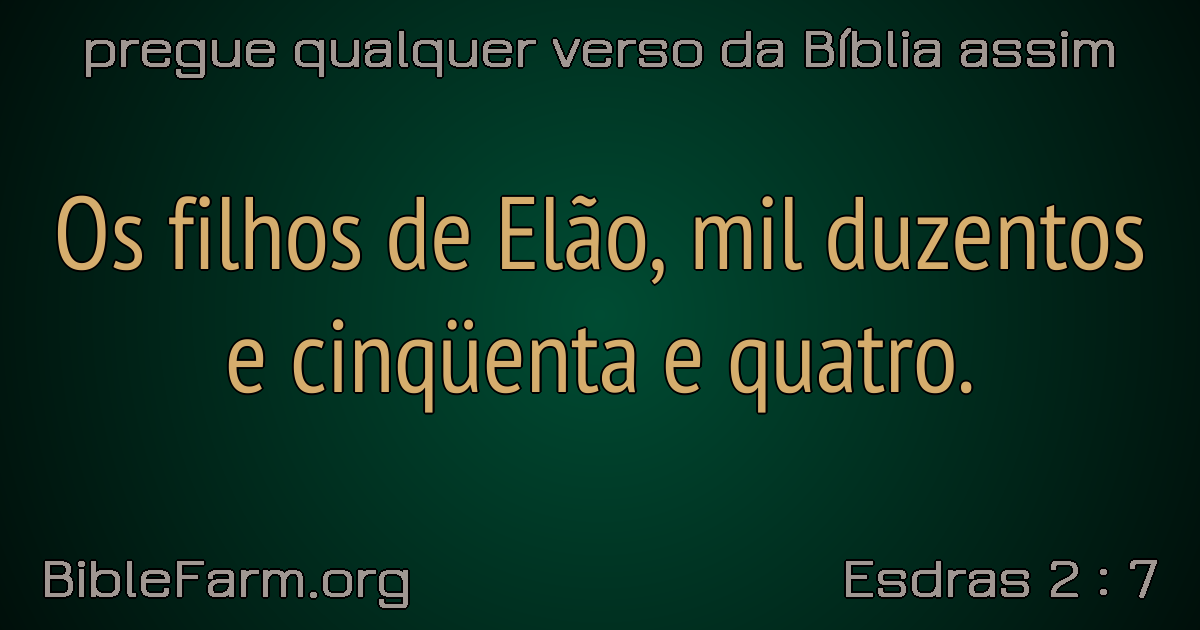 pregue qualquer verso da Bíblia assim
Os filhos de Elão, mil duzentos
e cinqüenta e quatro.
BibleFarm.org
Esdras 2 : 7